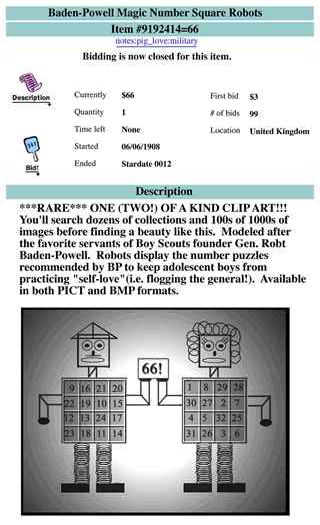 Baden-Powell Magic Number Square Robots
Item #9192414=66
notes:pig_love:military
Bidding is now closed for this item.
Description
Bid!
Currently $66 First bid $3
Quantity 1 # of bids 99
Time left None Location United Kingdom
Started 06/06/1908
Ended Stardate 0012
Description
***RARE*** ONE (TWO!) OF A KIND CLIP ART!!!
You'll search dozens of collections and 100s of 1000s of
images before finding a beauty like this. Modeled after
the favorite servants of Boy Scouts founder Gen. Robt
Baden-Powell. Robots display the number puzzles
recommended by BP to keep adolescent boys from
practicing "self-love"(i.e. flogging the general!). Available
in both PICT and BMP formats.
66!
9 16 21 20
22 19 10 15
12 13 24 17
23 18 11 14
1 8 29 28
30 27 2 7
4 5 32 25
31 26 3 6